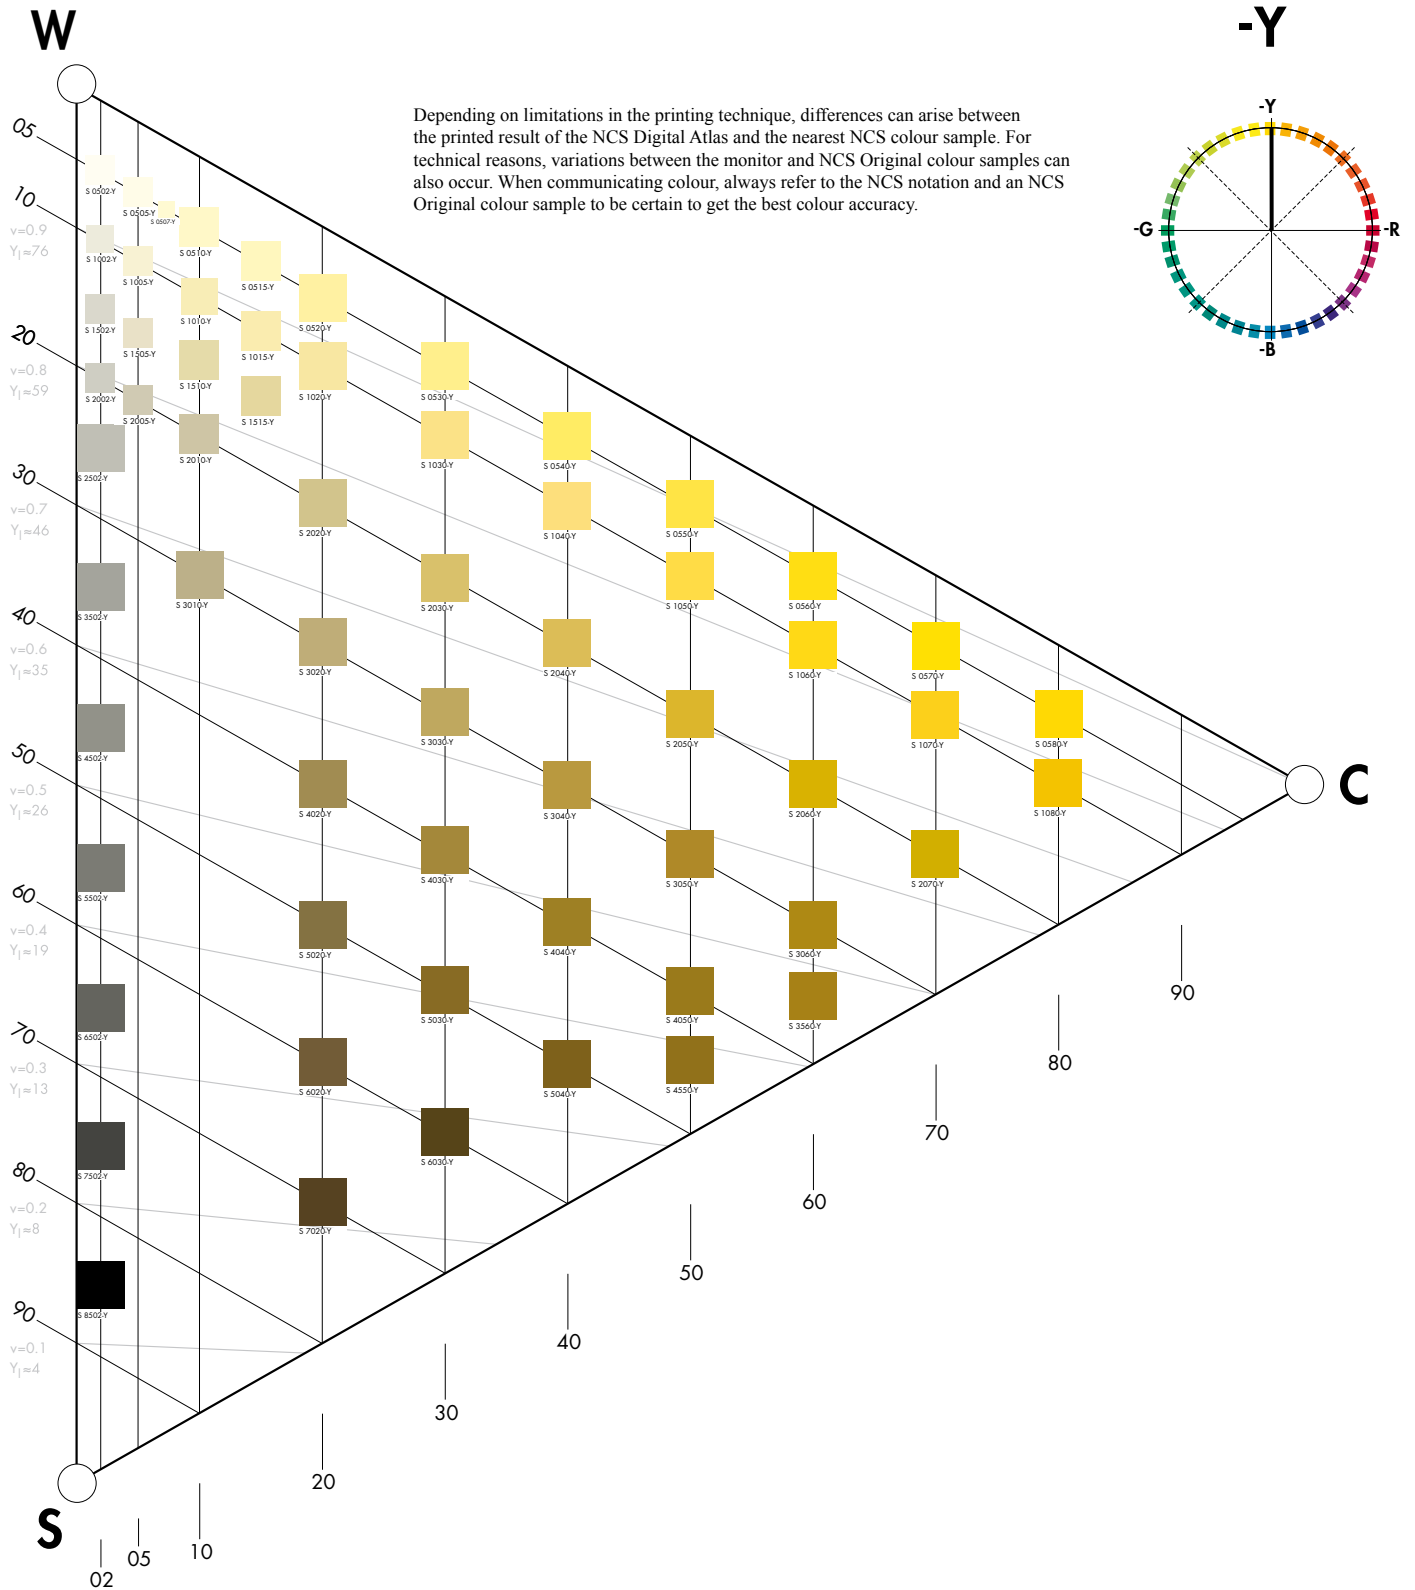 W
-Y
Depending on limitations in the printing technique, differences can arise between
the printed result of the NCS Digital Atlas and the nearest NCS colour sample. For
technical reasons, variations between the monitor and NCS Original colour samples can
also occur. When communicating colour, always refer to the NCS notation and an NCS
Original colour sample to be certain to get the best colour accuracy.
-Y
-G
-R
-B
05
S 0502-Y
S 0505-Y
S 0507-Y
S 0510-Y
S 0515-Y
S 0520-Y
S 0530-Y
S 0540-Y
S 0550-Y
S 0560-Y
S 0570-Y
S 0580-Y
10
v=0.9
Y|≈76
S 1002-Y
S 1005-Y
S 1010-Y
S 1015-Y
S 1020-Y
S 1030-Y
S 1040-Y
S 1050-Y
S 1060-Y
S 1070-Y
S 1080-Y
S 1502-Y
S 1505-Y
S 1510-Y
S 1515-Y
20
v=0.8
Y|≈59
S 2002-Y
S 2005-Y
S 2010-Y
S 2020-Y
S 2030-Y
S 2040-Y
S 2050-Y
S 2060-Y
S 2070-Y
S 2502-Y
30
v=0.7
Y|≈46
S 3010-Y
S 3020-Y
S 3030-Y
S 3040-Y
S 3050-Y
S 3060-Y
S 3502-Y
S 3560-Y
40
v=0.6
Y|≈35
S 4020-Y
S 4030-Y
S 4040-Y
S 4050-Y
S 4502-Y
S 4550-Y
50
v=0.5
Y|≈26
S 5020-Y
S 5030-Y
S 5040-Y
S 5502-Y
60
v=0.4
Y|≈19
S 6020-Y
S 6030-Y
S 6502-Y
70
v=0.3
Y|≈13
S 7020-Y
S 7502-Y
80
v=0.2
Y|≈8
S 8502-Y
90
v=0.1
Y|≈4
C
90
80
70
60
50
40
30
20
10
05
02
S